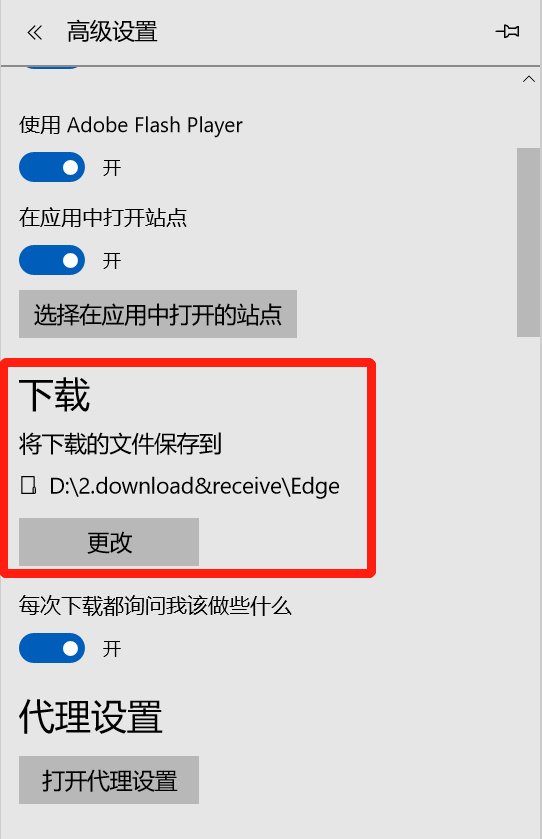 高级设置
使用 Adobe Flash Player
开
在应用中打开站点
开
选择在应用中打开的站点
下载
将下载的文件保存到
D:\2.download&receive\Edge
更改
每次下载都询问我该做些什么
开
代理设置
打开代理设置